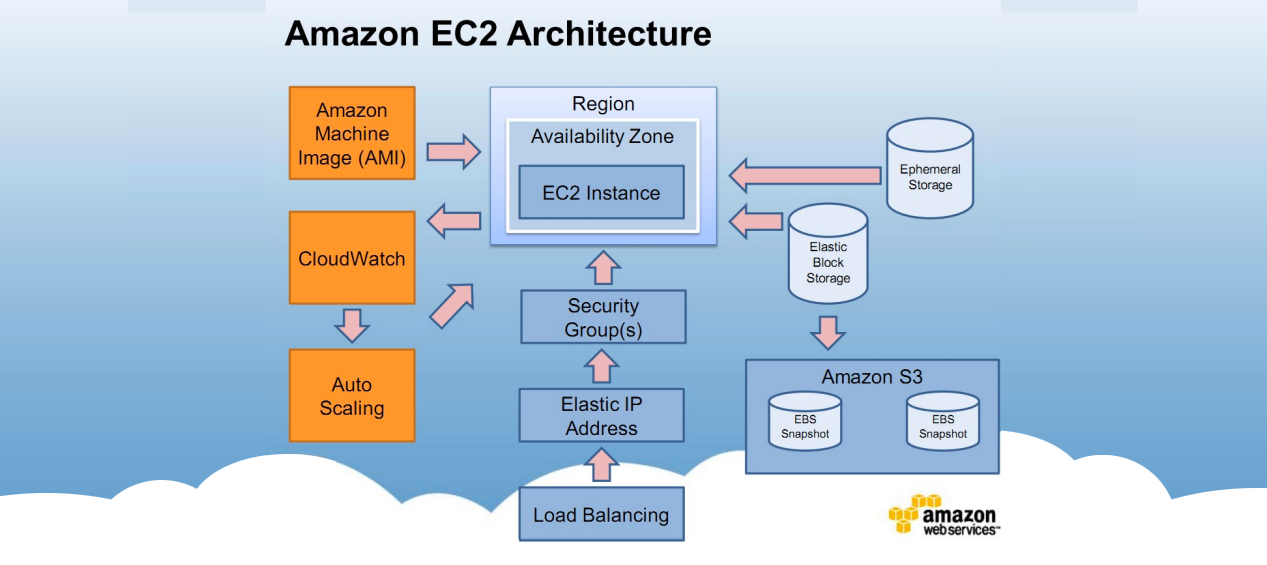 Amazon EC2 Architecture
Amazon
Machine
Image (AMI)
Region
Availability Zone
EC2 Instance
Ephemeral
Storage
CloudWatch
Elastic
Block
Storage
Security
Group(s)
Auto
Scaling
Elastic IP
Address
Amazon S3
EBS
Snapshot
EBS
Snapshot
Load Balancing
amazon
webservices™